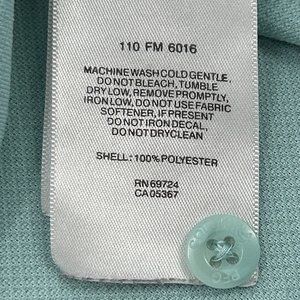 110 FM 6016
MACHINE WASH COLD GENTLE.
DO NOT BLEACH, TUMBLE
DRY LOW, REMOVE PROMPTLY,
IRON LOW, DO NOT USE FABRIC
SOFTENER, IF PRESENT
DO NOT IRON DECAL,
DO NOT DRYCLEAN
SHELL: 100% POLYESTER
RN 69724
CA 05367